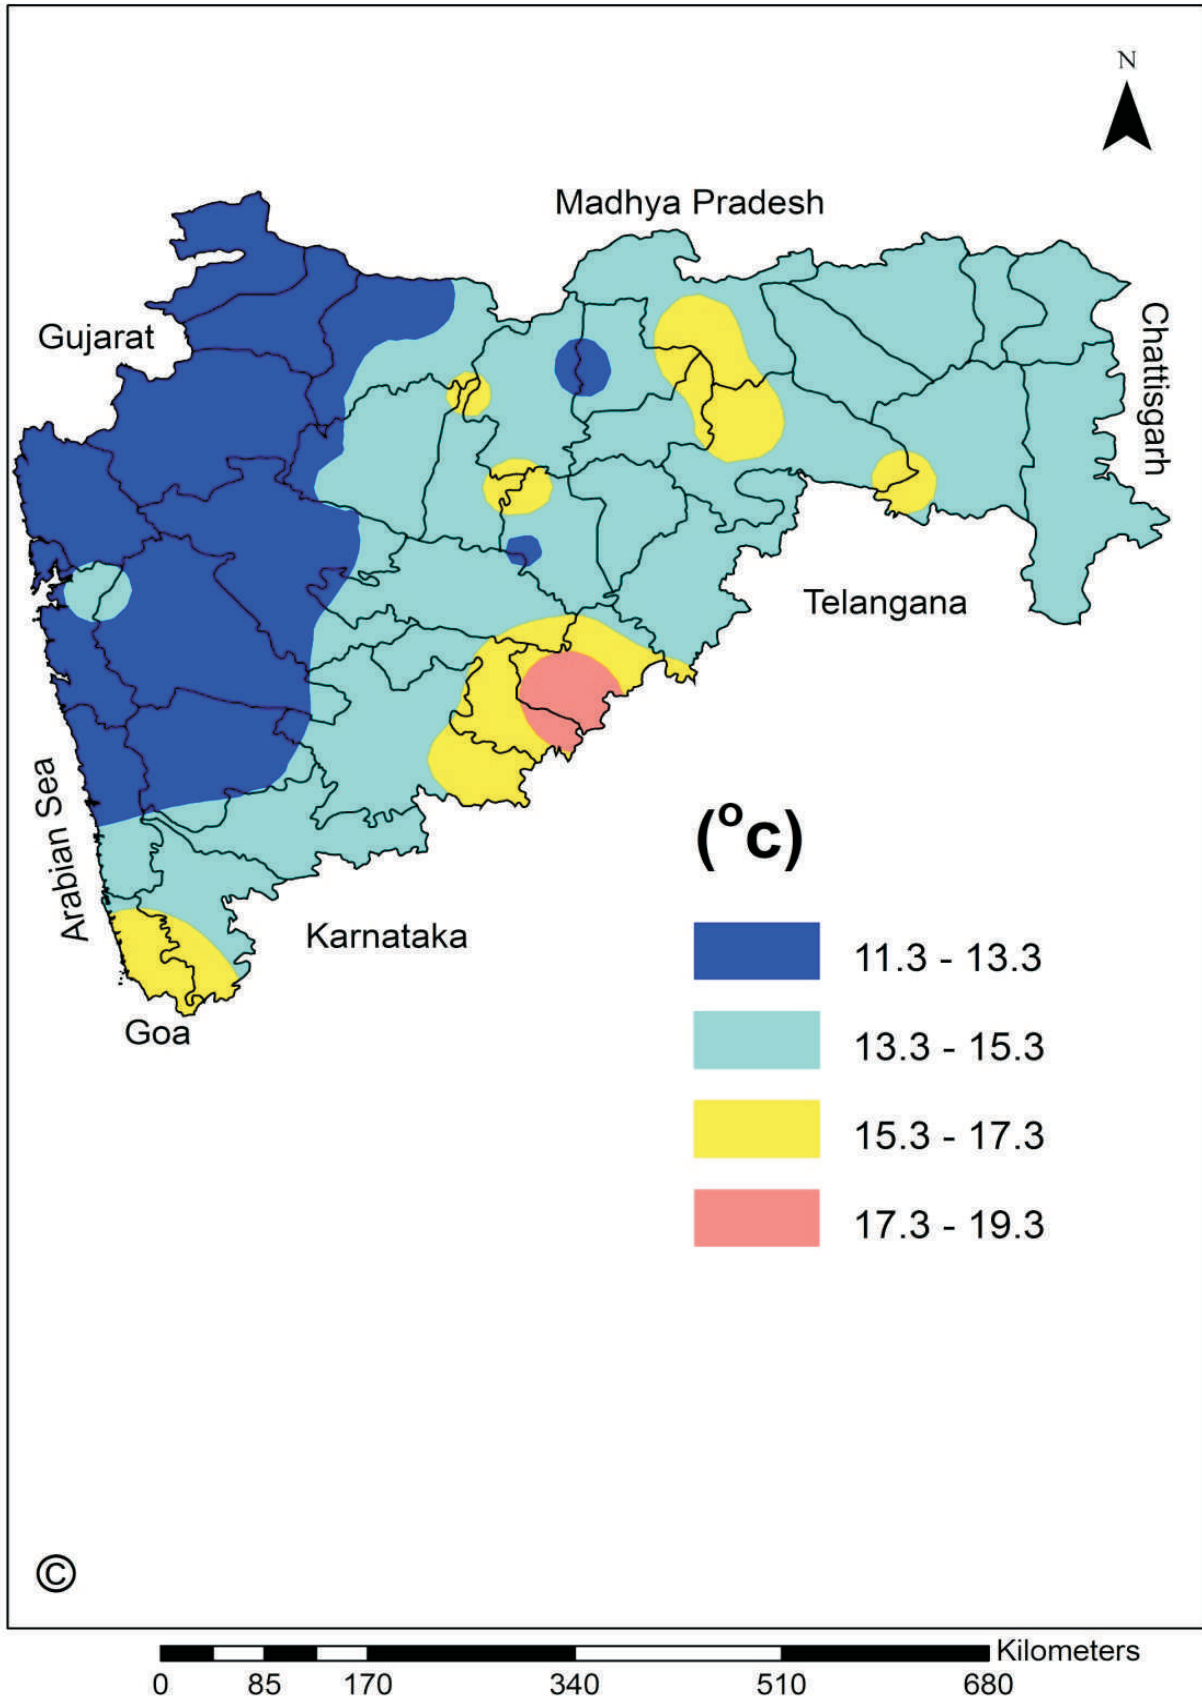 N
Madhya Pradesh
Gujarat
Chattisgarh
Telangana
Arabian Sea
Karnataka
Goa
(°c)
11.3 - 13.3
13.3 - 15.3
15.3 - 17.3
17.3 - 19.3
©
Kilometers
0 85 170 340 510 680